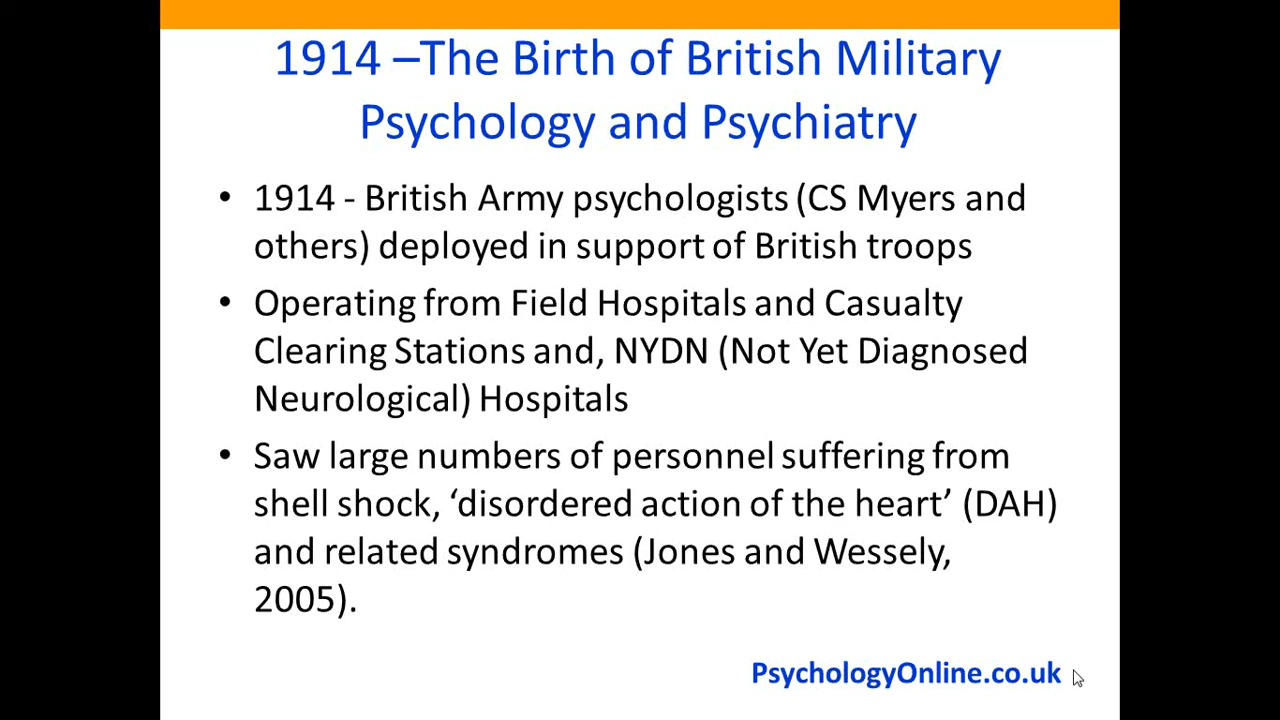 1914 –The Birth of British Military
Psychology and Psychiatry
• 1914 - British Army psychologists (CS Myers and
others) deployed in support of British troops
• Operating from Field Hospitals and Casualty
Clearing Stations and, NYDN (Not Yet Diagnosed
Neurological) Hospitals
• Saw large numbers of personnel suffering from
shell shock, ‘disordered action of the heart’ (DAH)
and related syndromes (Jones and Wessely,
2005).
PsychologyOnline.co.uk